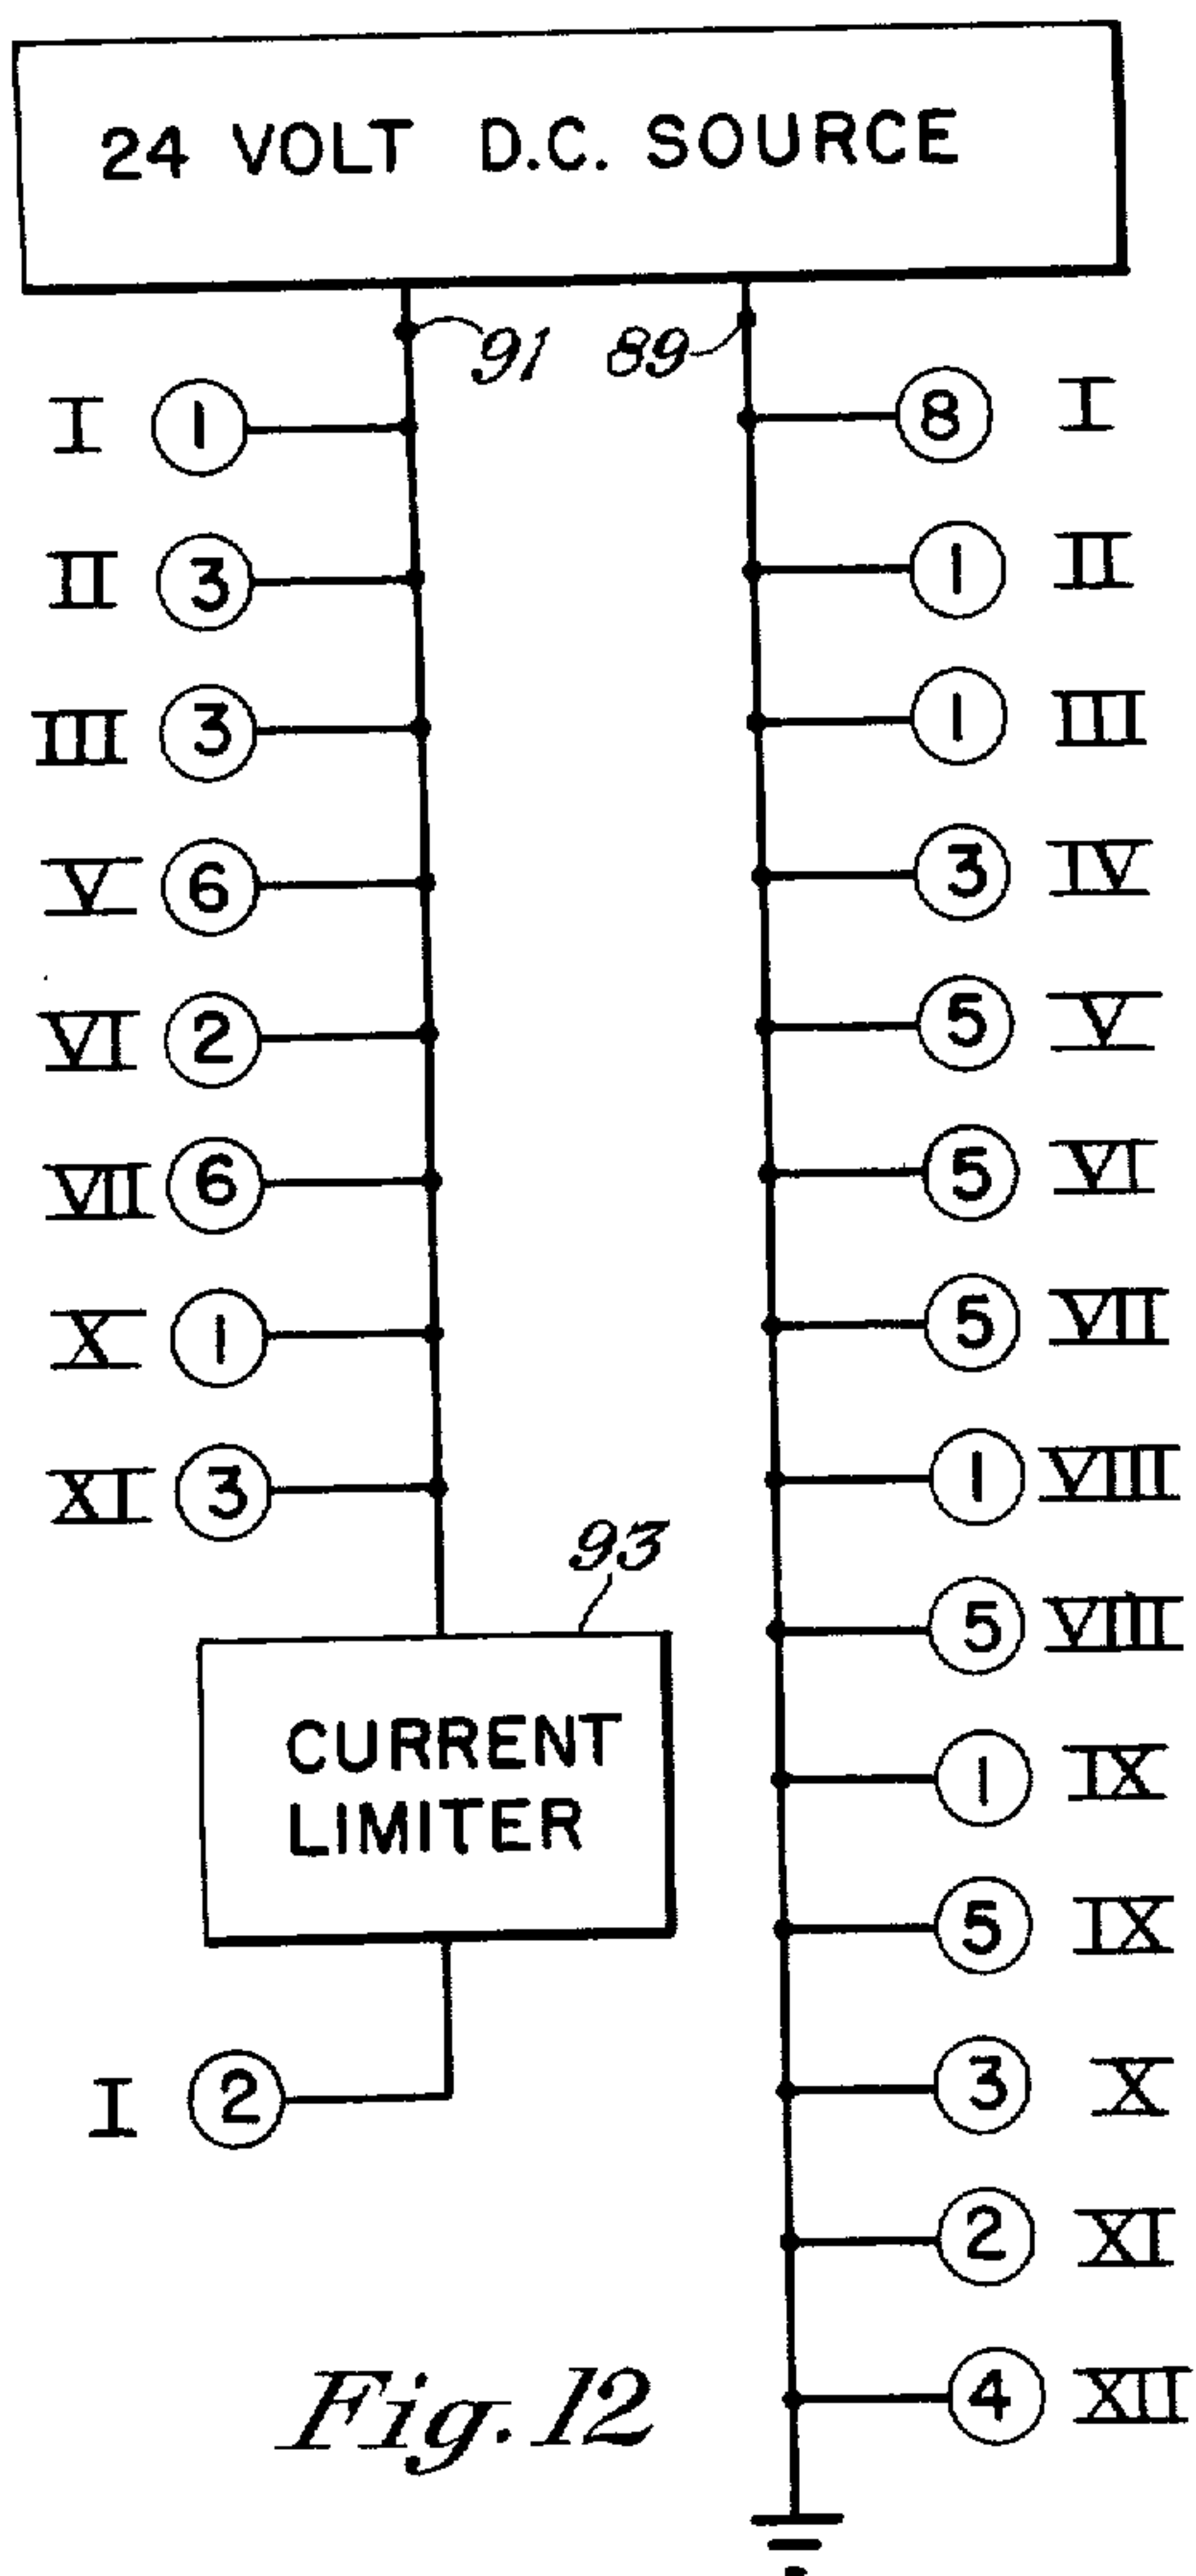 24 VOLT D.C. SOURCE
91 89
I 1 8 I
II 3 1 II
III 3 1 III
V 6 3 IV
VI 2 5 V
VII 6 5 VI
X 1 5 VII
XI 3 1 VIII
93
5 VIII
CURRENT
LIMITER
1 IX
5 IX
I 2 3 X
2 XI
4 XII
Fig. 12